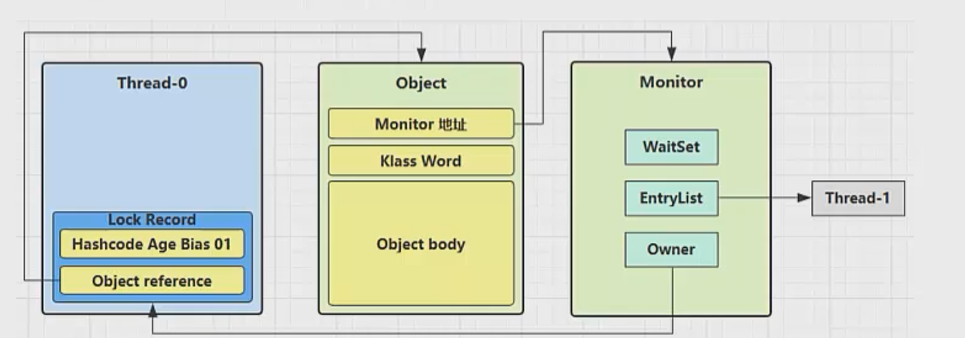 Thread-0
Lock Record
Hashcode Age Bias 01
Object reference
Object
Monitor 地址
Klass Word
Object body
Monitor
WaitSet
EntryList
Owner
Thread-1